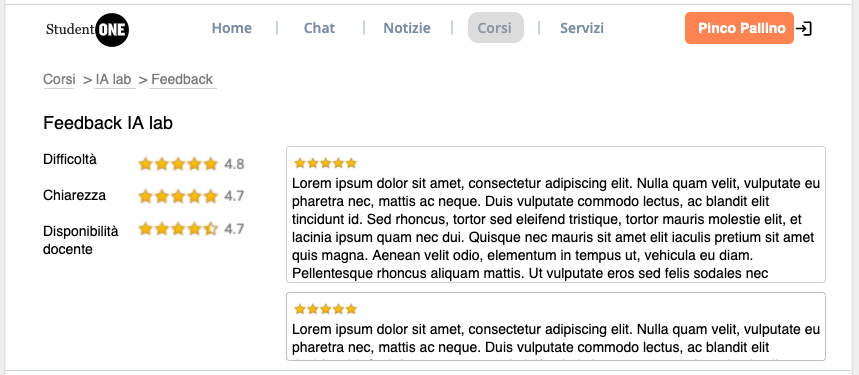 StudentONE
Home | Chat | Notizie | Corsi | Servizi
Pinco Pallino
Corsi > IA lab > Feedback
Feedback IA lab
Difficoltà 4.8
Chiarezza 4.7
Disponibilità
docente
4.7
Lorem ipsum dolor sit amet, consectetur adipiscing elit. Nulla quam velit, vulputate eu
pharetra nec, mattis ac neque. Duis vulputate commodo lectus, ac blandit elit
tincidunt id. Sed rhoncus, tortor sed eleifend tristique, tortor mauris molestie elit, et
lacinia ipsum quam nec dui. Quisque nec mauris sit amet elit iaculis pretium sit amet
quis magna. Aenean velit odio, elementum in tempus ut, vehicula eu diam.
Pellentesque rhoncus aliquam mattis. Ut vulputate eros sed felis sodales nec
Lorem ipsum dolor sit amet, consectetur adipiscing elit. Nulla quam velit, vulputate eu
pharetra nec, mattis ac neque. Duis vulputate commodo lectus, ac blandit elit